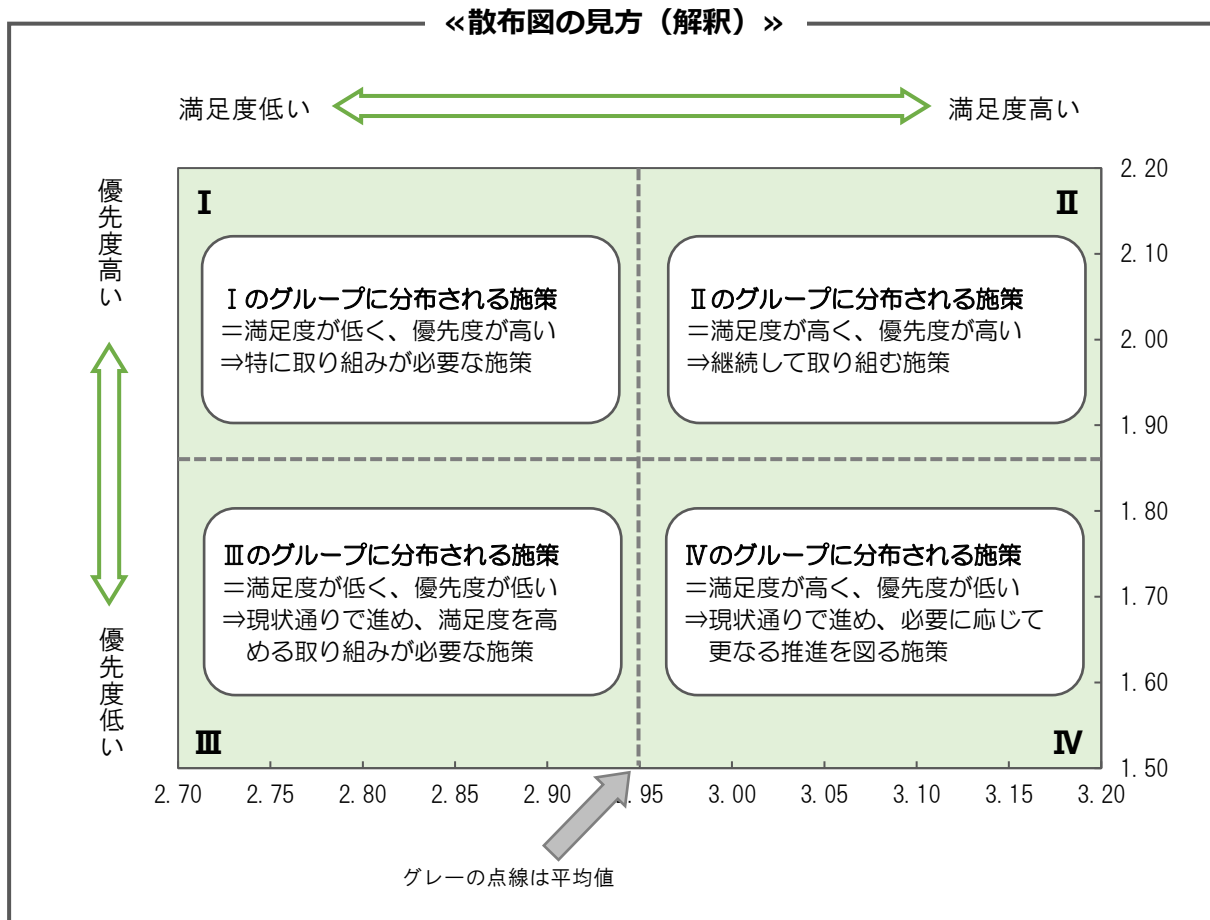 «散布図の見方（解釈）»
満足度低い
満足度高い
優先度高い
優先度低い
Ⅰ
Ⅱ
Ⅰのグループに分布される施策
＝満足度が低く、優先度が高い
⇒特に取り組みが必要な施策
Ⅱのグループに分布される施策
＝満足度が高く、優先度が高い
⇒継続して取り組む施策
Ⅲのグループに分布される施策
＝満足度が低く、優先度が低い
⇒現状通りで進め、満足度を高
める取り組みが必要な施策
Ⅳのグループに分布される施策
＝満足度が高く、優先度が低い
⇒現状通りで進め、必要に応じて
更なる推進を図る施策
Ⅲ
Ⅳ
2.20
2.10
2.00
1.90
1.80
1.70
1.60
1.50
2.70 2.75 2.80 2.85 2.90 .95 3.00 3.05 3.10 3.15 3.20
グレーの点線は平均値